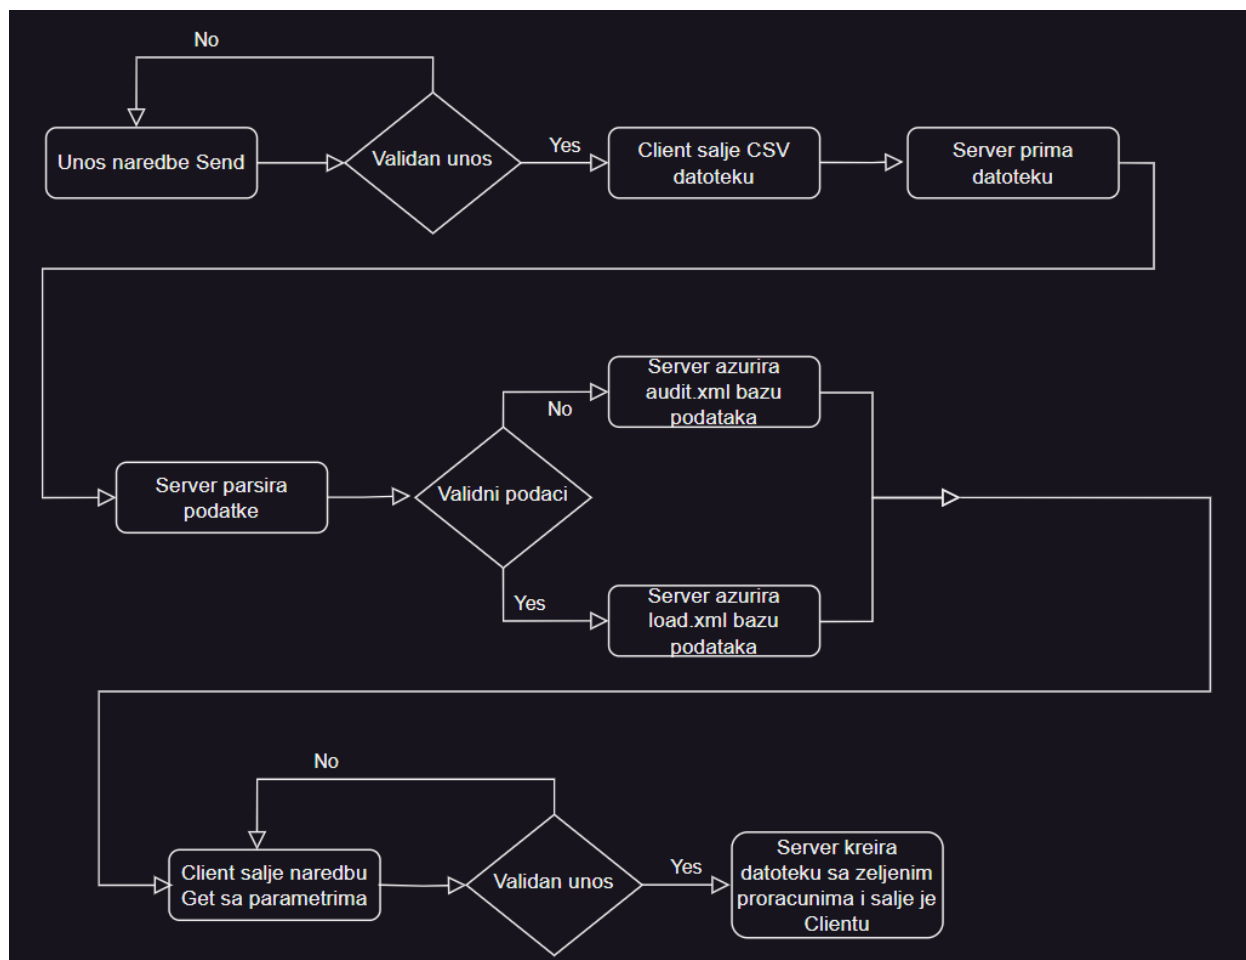 No
Unos naredbe Send
Validan unos
Yes
Client salje CSV
datoteku
Server prima
datoteku
Server azurira
audit.xml bazu
podataka
No
Server parsira
podatke
Validni podaci
Yes
Server azurira
load.xml bazu
podataka
No
Client salje naredbu
Get sa parametrima
Validan unos
Yes
Server kreira
datoteku sa zeljenim
proracunima i salje je
Clientu